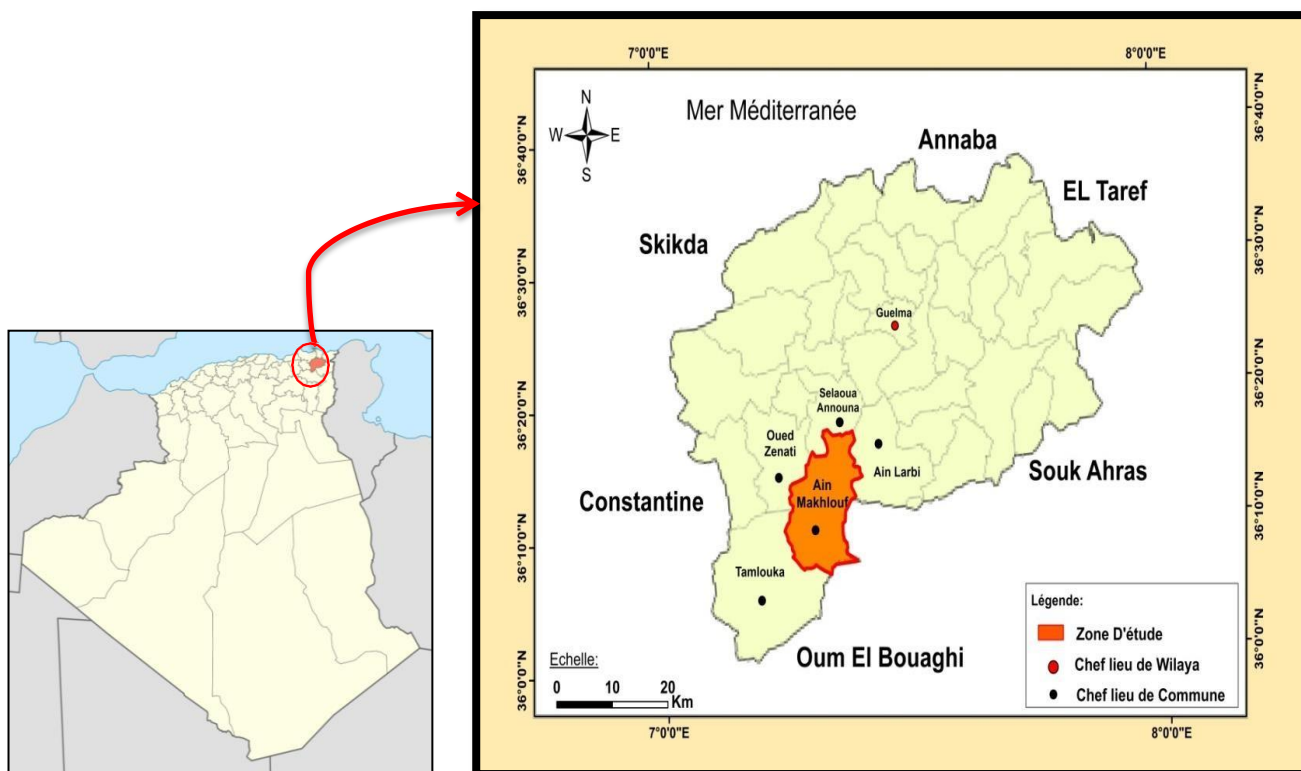 7°0'0"E
8°0'0"E
Mer Méditerranée
N
W
E
S
Annaba
EL Taref
Skikda
Guelma
Selaoua
Announa
Oued
Zenati
Ain Larbi
Souk Ahras
Constantine
Ain
Makhlouf
Tamlouka
Oum El Bouaghi
Echelle:
0 10 20
Km
Légende:
Zone D'étude
Chef lieu de Wilaya
Chef lieu de Commune
36°40'0"N
36°30'0"N
36°20'0"N
36°10'0"N
36°0'0"N
36°40'0"N
36°30'0"N
36°20'0"N
36°10'0"N
36°0'0"N
7°0'0"E
8°0'0"E